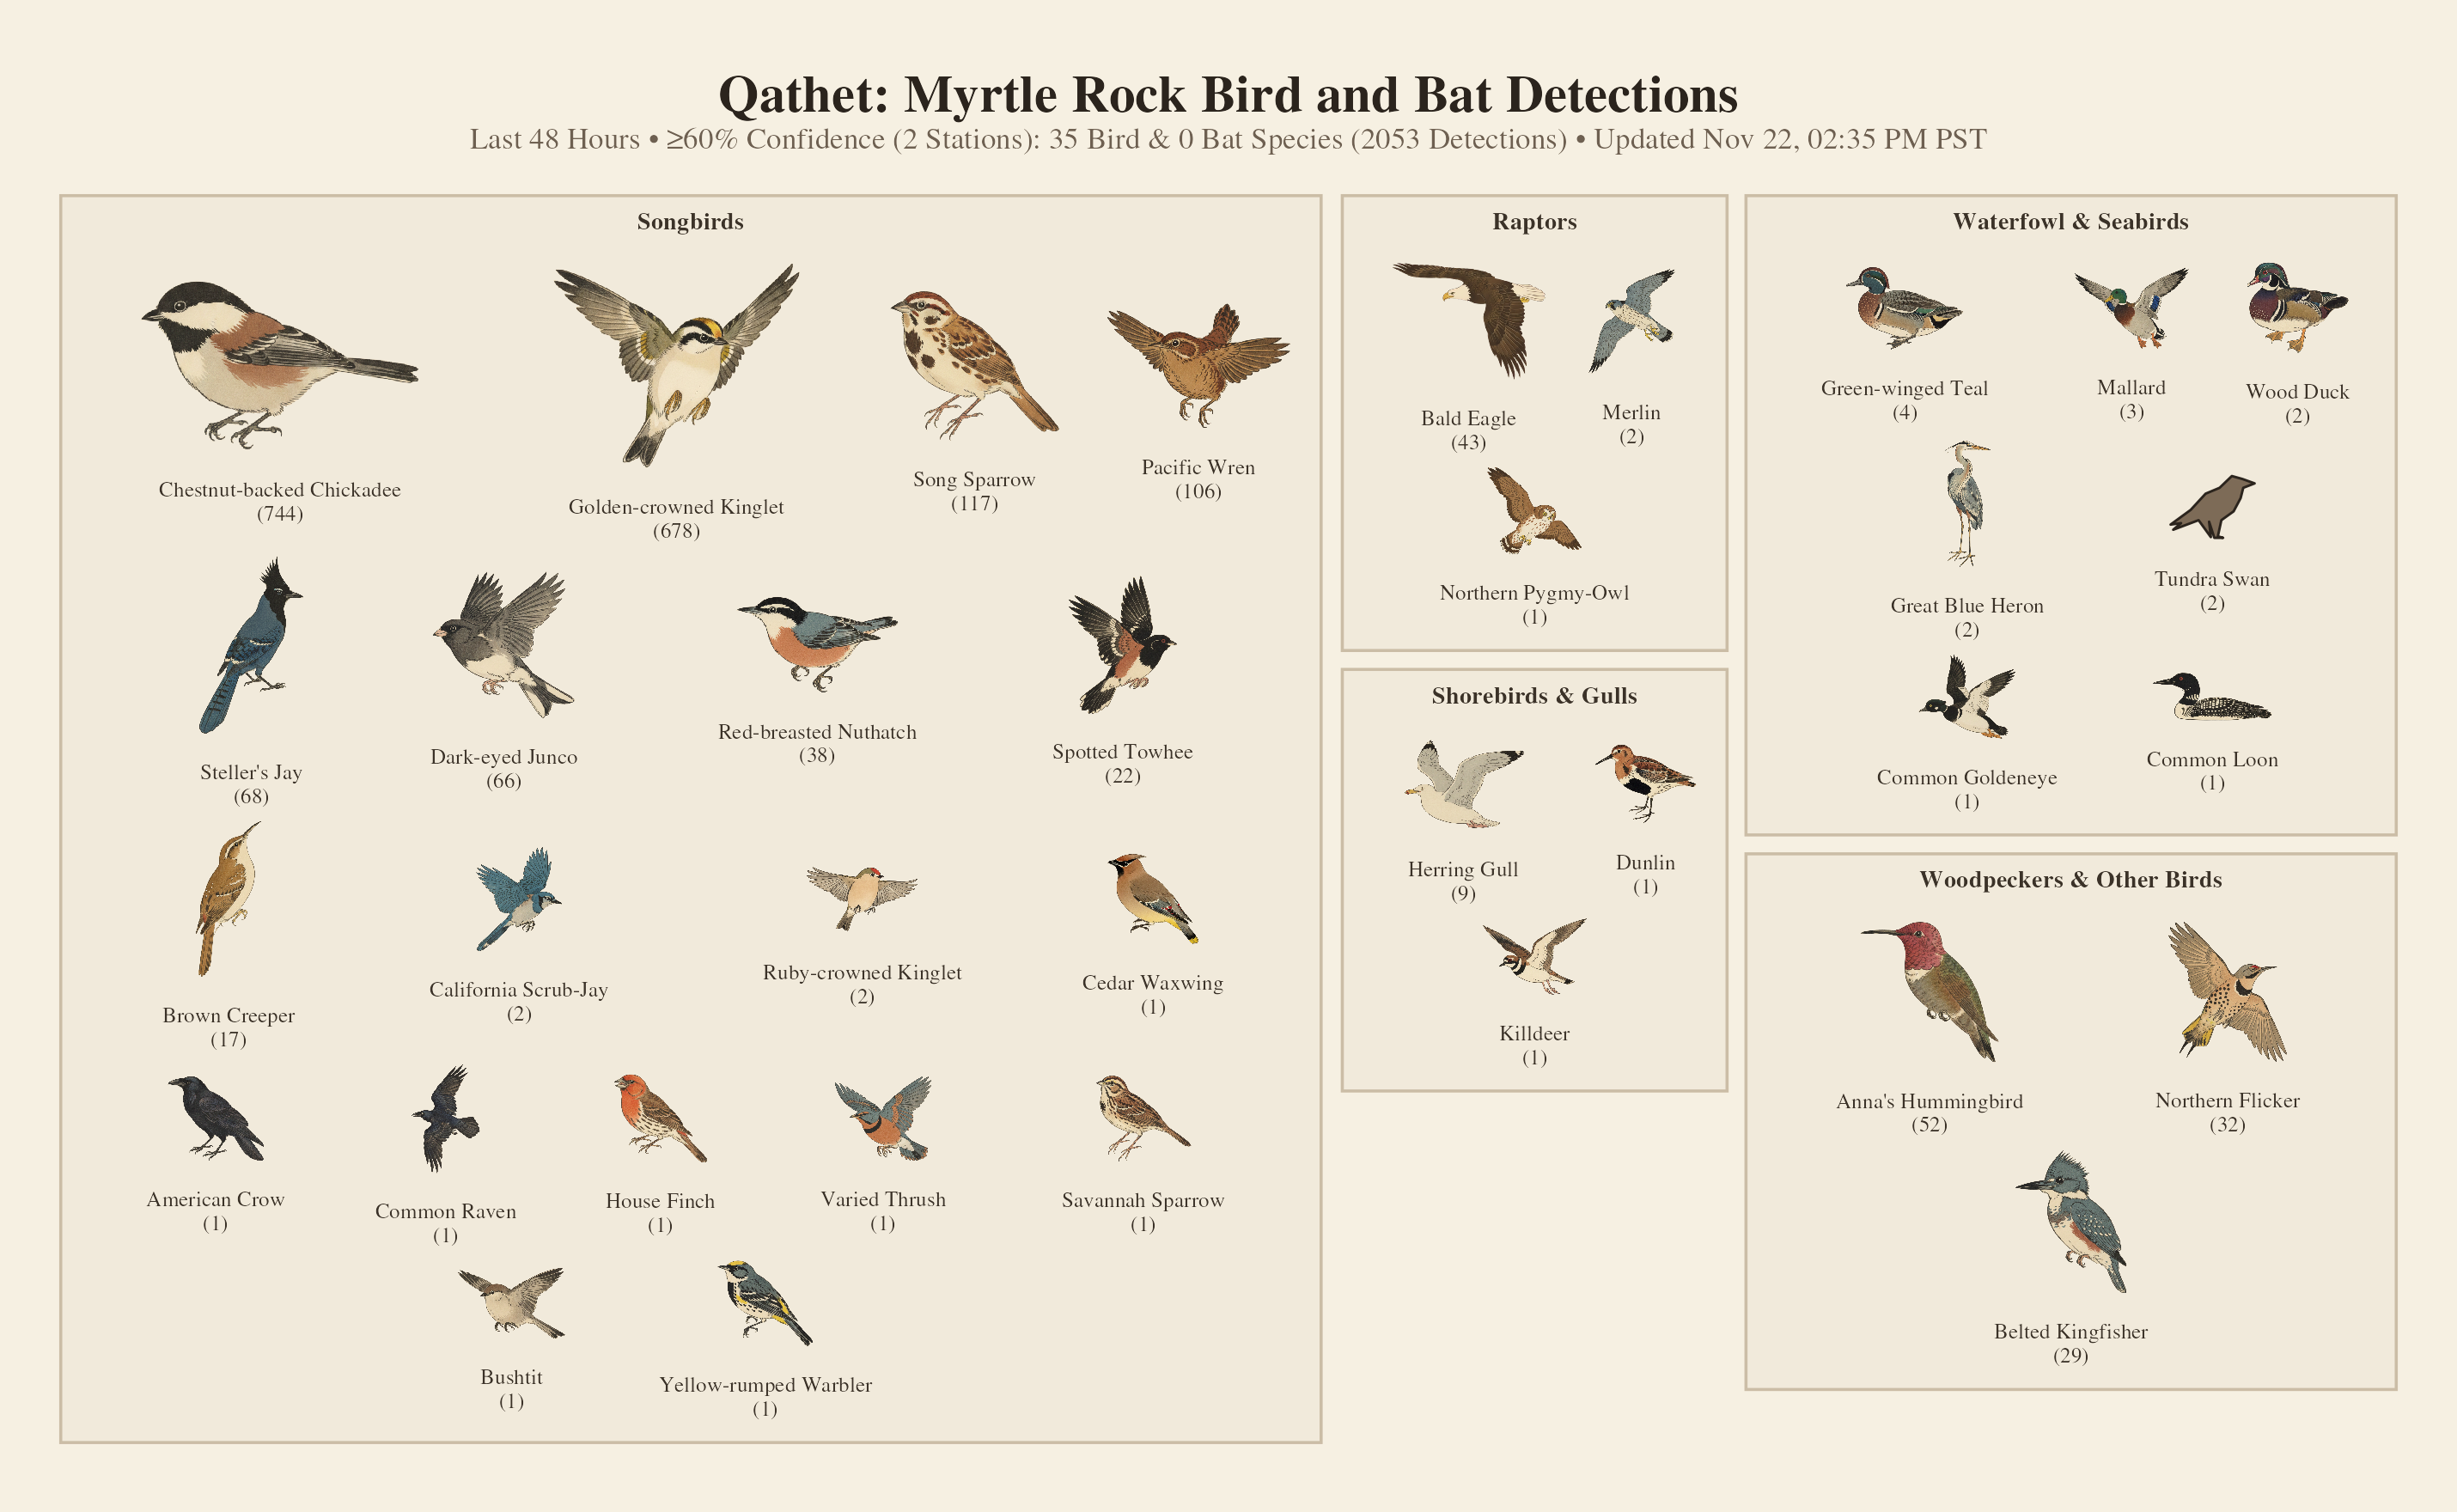 Qathet: Myrtle Rock Bird and Bat Detections
Last 48 Hours • ≥60% Confidence (2 Stations): 35 Bird & 0 Bat Species (2053 Detections) • Updated Nov 22, 02:35 PM PST
Songbirds
Chestnut-backed Chickadee
(744)
Golden-crowned Kinglet
(678)
Song Sparrow
(117)
Pacific Wren
(106)
Steller's Jay
(68)
Dark-eyed Junco
(66)
Red-breasted Nuthatch
(38)
Spotted Towhee
(22)
Brown Creeper
(17)
California Scrub-Jay
(2)
Ruby-crowned Kinglet
(2)
Cedar Waxwing
(1)
American Crow
(1)
Common Raven
(1)
House Finch
(1)
Varied Thrush
(1)
Savannah Sparrow
(1)
Bushtit
(1)
Yellow-rumped Warbler
(1)
Raptors
Bald Eagle
(43)
Merlin
(2)
Northern Pygmy-Owl
(1)
Shorebirds & Gulls
Herring Gull
(9)
Dunlin
(1)
Killdeer
(1)
Waterfowl & Seabirds
Green-winged Teal
(4)
Mallard
(3)
Wood Duck
(2)
Great Blue Heron
(2)
Tundra Swan
(2)
Common Goldeneye
(1)
Common Loon
(1)
Woodpeckers & Other Birds
Anna's Hummingbird
(52)
Northern Flicker
(32)
Belted Kingfisher
(29)